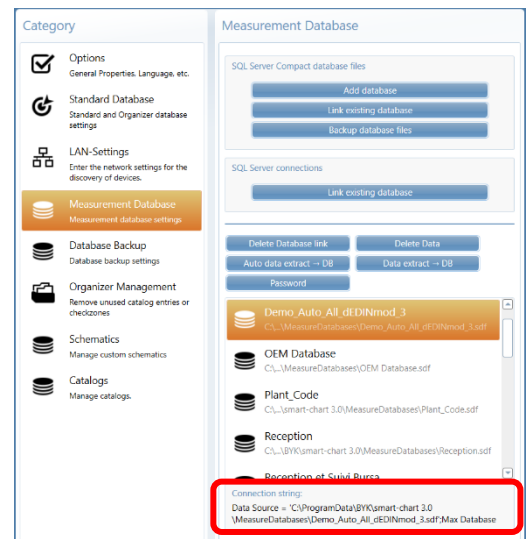 Category
Options
General Properties, Language, etc.
Standard Database
Standard and Organizer database
settings
LAN-Settings
Enter the network settings for the
discovery of devices.
Measurement Database
Measurement database settings
Database Backup
Database backup settings
Organizer Management
Remove unused catalog entries or
checkzones
Schematics
Manage custom schematics
Catalogs
Manage catalogs.
Measurement Database
SQL Server Compact database files
Add database
Link existing database
Backup database files
SQL Server connections
Link existing database
Delete Database link
Delete Data
Auto data extract → DB
Data extract → DB
Password
Demo_Auto_All_dEDINmod_3
C:\...\MeasureDatabases\Demo_Auto_All_dEDINmod_3.sdf
OEM Database
C:\...\MeasureDatabases\OEM Database.sdf
Plant_Code
C:\...\smart-chart 3.0\MeasureDatabases\Plant_Code.sdf
Reception
C:\...\BYK\smart-chart 3.0\MeasureDatabases\Reception.sdf
Reception et Suivi Bursa
Connection string:
Data Source = 'C:\ProgramData\BYK\smart-chart 3.0
\MeasureDatabases\Demo_Auto_All_dEDINmod_3.sdf';Max Database